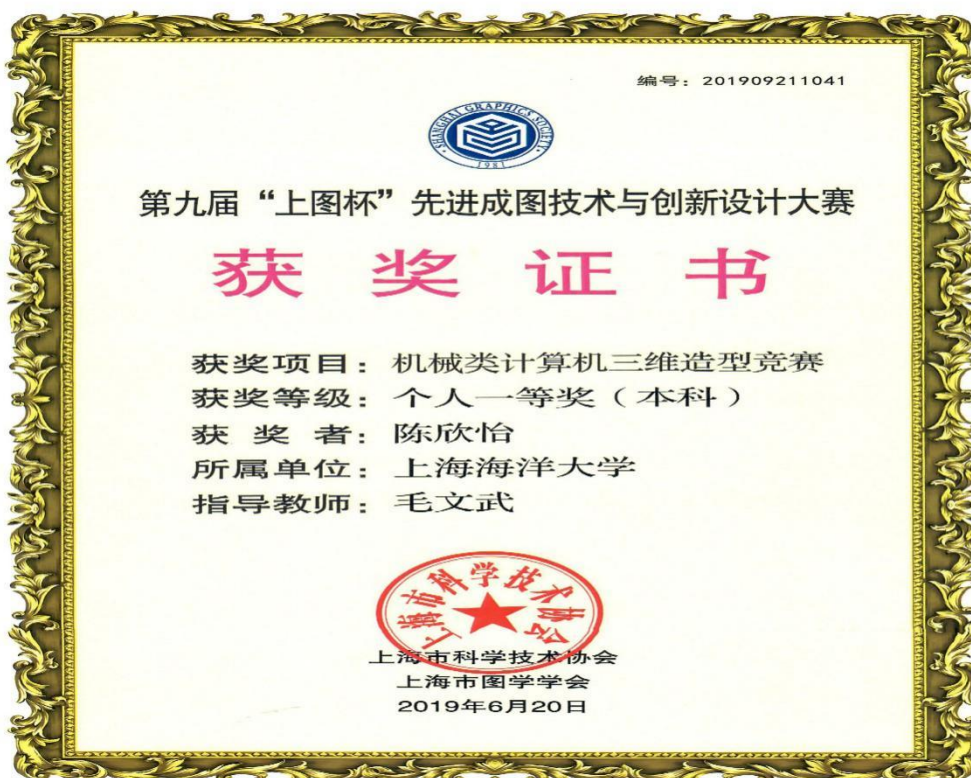 编号：201909211041
SHANGHAI GRAPHICS SOCIETY
1981
第九届“上图杯”先进成图技术与创新设计大赛
获奖证书
获奖项目：机械类计算机三维造型竞赛
获奖等级：个人一等奖（本科）
获奖者：陈欣怡
所属单位：上海海洋大学
指导教师：毛文武
上海市科学技术协会
上海市科学技术协会
上海市图学学会
2019年6月20日